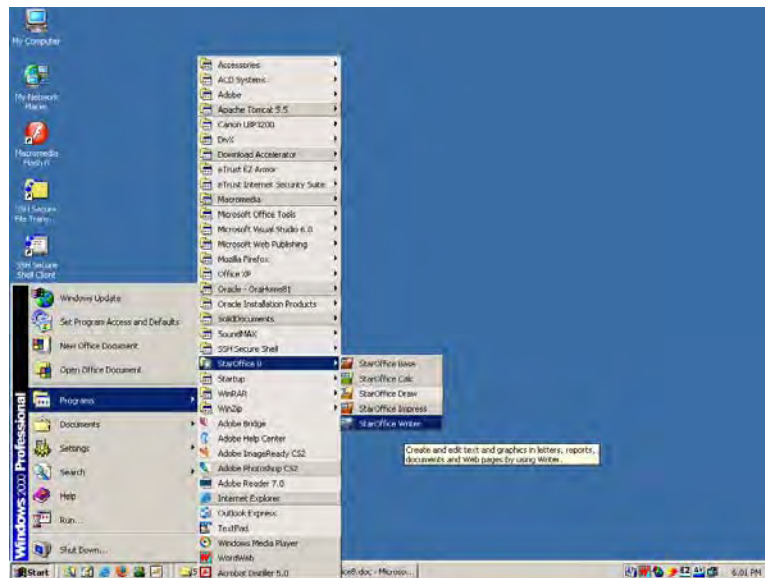 My Computer
My Network
Places
Macromedia
Flash
SSH Secure
File Trans...
SSH Secure
Shell Client
Accessories
ACD Systems
Adobe
Apache Tomcat 5.5
Canon LBP3200
DivX
Download Accelerator
eTrust EZ Armor
eTrust Internet Security Suite
Macromedia
Microsoft Office Tools
Microsoft Visual Studio 6.0
Microsoft Web Publishing
Mozilla Firefox
Office XP
Oracle - OraHome81
Oracle Installation Products
SolidDocuments
SoundMAX
SSH Secure Shell
StarOffice 8
Startup
WinRAR
WinZip
Adobe Bridge
Adobe Help Center
Adobe ImageReady CS2
Adobe Photoshop CS2
Adobe Reader 7.0
Internet Explorer
Outlook Express
TextPad
Windows Media Player
WordWeb
Acrobat Distiller 5.0
StarOffice Base
StarOffice Calc
StarOffice Draw
StarOffice Impress
StarOffice Writer
Create and edit text and graphics in letters, reports,
documents and Web pages by using Writer.
Windows Update
Set Program Access and Defaults
New Office Document
Open Office Document
Programs
Documents
Settings
Search
Help
Run...
Shut Down...
Windows 2000 Professional
Start
ice8.doc - Microso...
6:01 PM